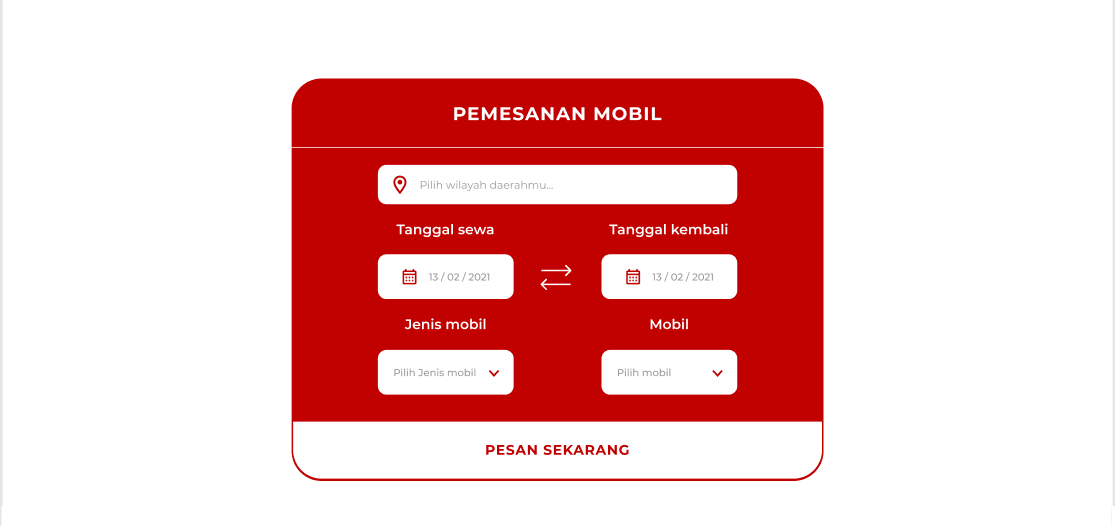 PEMESANAN MOBIL
Pilih wilayah daerahmu...
Tanggal sewa
Tanggal kembali
13 / 02 / 2021
13 / 02 / 2021
Jenis mobil
Mobil
Pilih Jenis mobil
Pilih mobil
PESAN SEKARANG